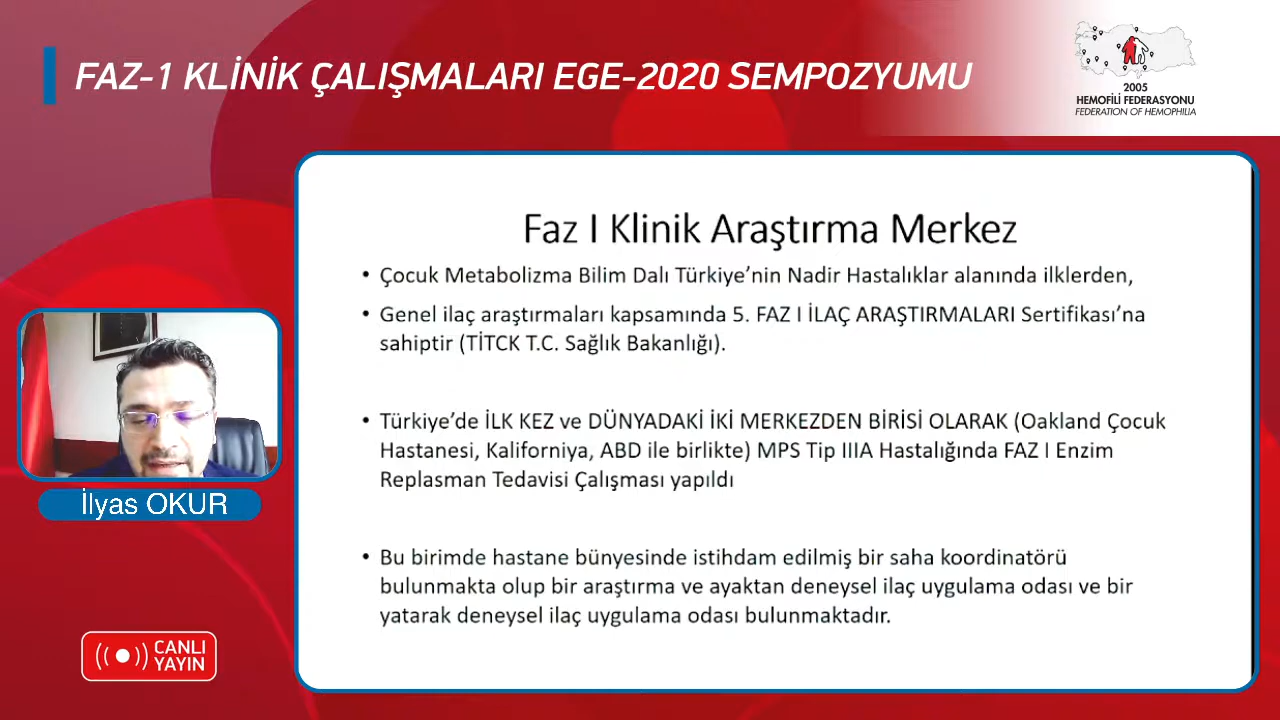 FAZ-1 KLİNİK ÇALIŞMALARI EGE-2020 SEMPOZYUMU
2005
HEMOFİLİ FEDERASYONU
FEDERATION OF HEMOPHILIA
Faz I Klinik Araştırma Merkez
• Çocuk Metabolizma Bilim Dalı Türkiye’nin Nadir Hastalıklar alanında ilklerden,
• Genel ilaç araştırmaları kapsamında 5. FAZ I İLAÇ ARAŞTIRMALARI Sertifikası’na
sahiptir (TİTCK T.C. Sağlık Bakanlığı).
• Türkiye’de İLK KEZ ve DÜNYADAKİ İKİ MERKEZDEN BİRİSİ OLARAK (Oakland Çocuk
Hastanesi, Kaliforniya, ABD ile birlikte) MPS Tip IIIA Hastalığında FAZ I Enzim
Replasman Tedavisi Çalışması yapıldı
• Bu birimde hastane bünyesinde istihdam edilmiş bir saha koordinatörü
bulunmakta olup bir araştırma ve ayaktan deneysel ilaç uygulama odası ve bir
yatarak deneysel ilaç uygulama odası bulunmaktadır.
İlyas OKUR
CANLI
YAYIN